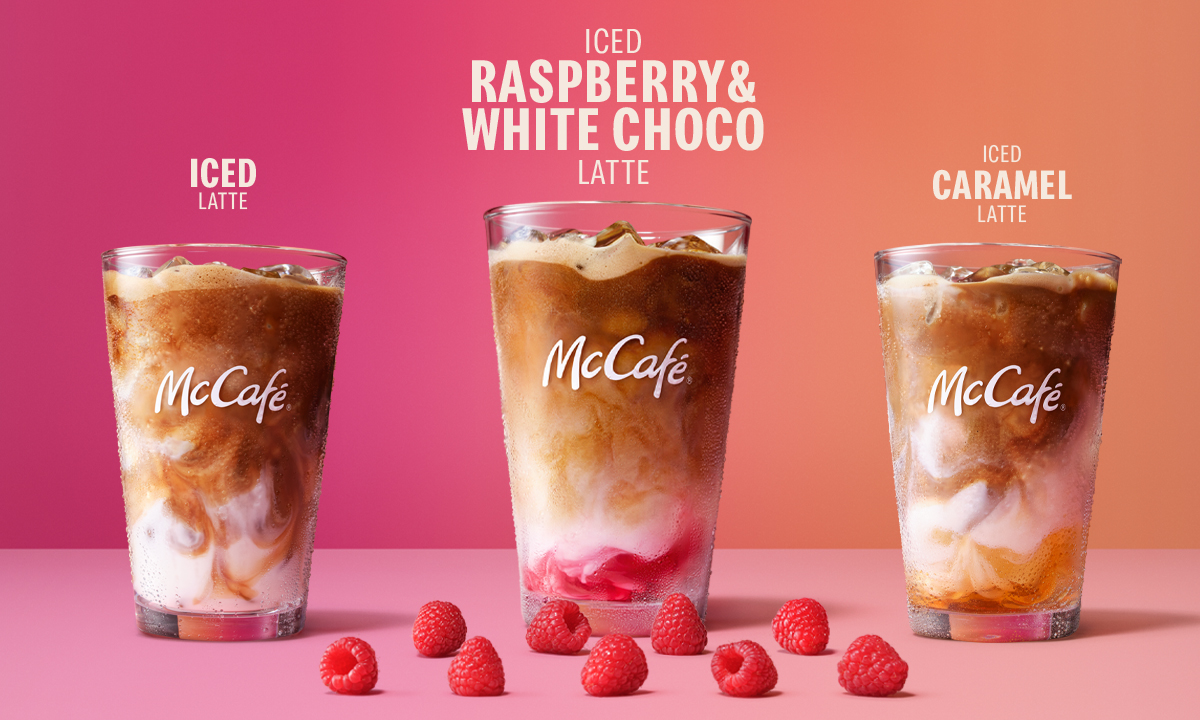 ICED
RASPBERRY&
WHITE CHOCO
LATTE
ICED
LATTE
ICED
CARAMEL
LATTE
McCafé®
McCafé®
McCafé®